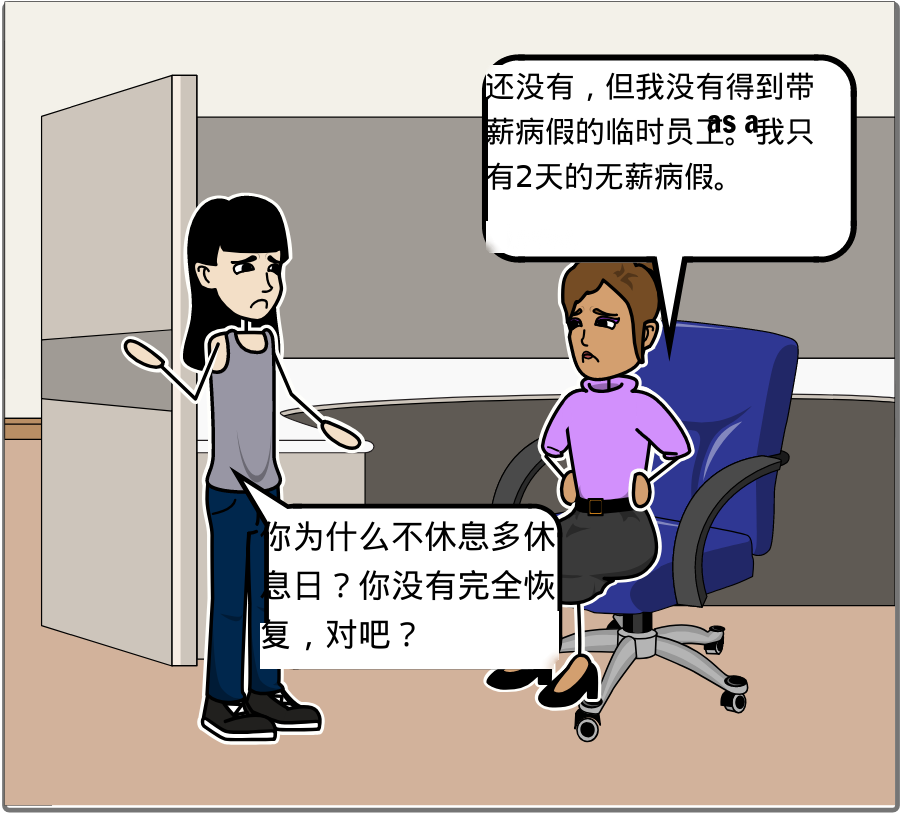 还没有，但我没有得到带
薪病假的临时员工。我只
as a
有2天的无薪病假。
你为什么不休息多休
息日？你没有完全恢
复，对吧？